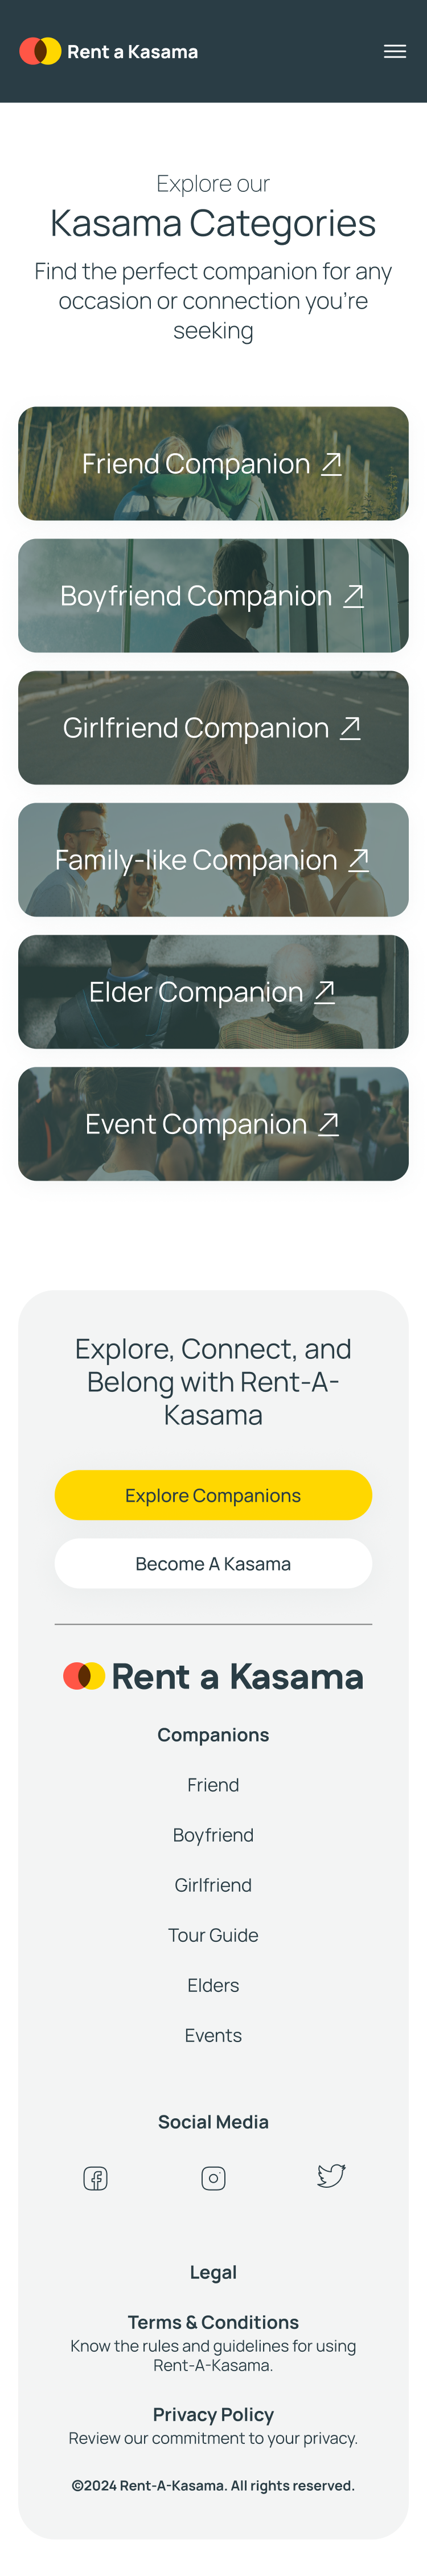 Rent a Kasama
Explore our
Kasama Categories
Find the perfect companion for any
occasion or connection you're
seeking
Friend Companion
Boyfriend Companion
Girlfriend Companion
Family-like Companion
Elder Companion
Event Companion
Explore, Connect, and
Belong with Rent-A-
Kasama
Explore Companions
Become A Kasama
Rent a Kasama
Companions
Friend
Boyfriend
Girlfriend
Tour Guide
Elders
Events
Social Media
Legal
Terms & Conditions
Know the rules and guidelines for using
Rent-A-Kasama.
Privacy Policy
Review our commitment to your privacy.
©2024 Rent-A-Kasama. All rights reserved.